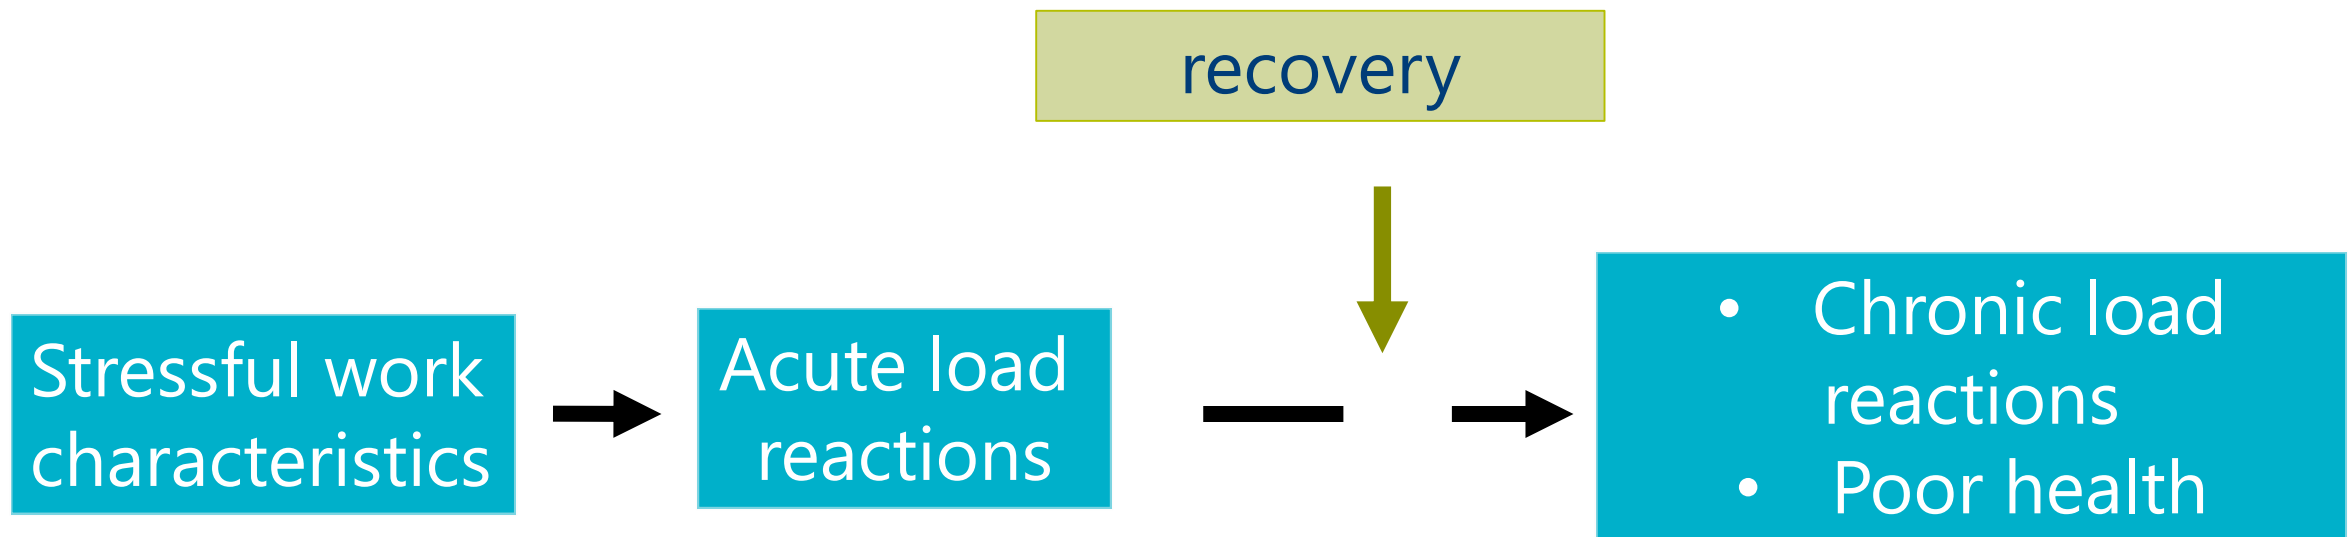 recovery
Stressful work
characteristics
Acute load
reactions
• Chronic load
reactions
• Poor health